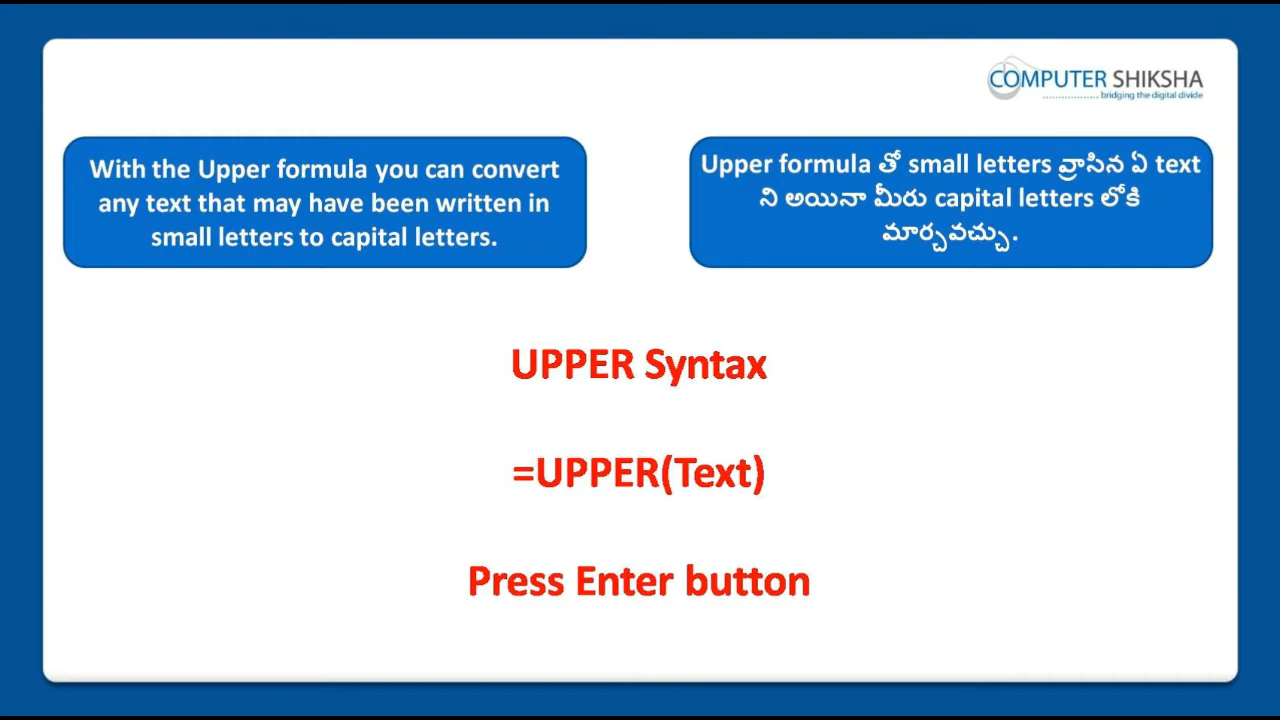 COMPUTER SHIKSHA
bridging the digital divide
With the Upper formula you can convert
any text that may have been written in
small letters to capital letters.
Upper formula తో small letters వ్రాసిన ఏ text
ని అయినా మీరు capital letters లోకి
మార్చవచ్చు.
UPPER Syntax
=UPPER(Text)
Press Enter button